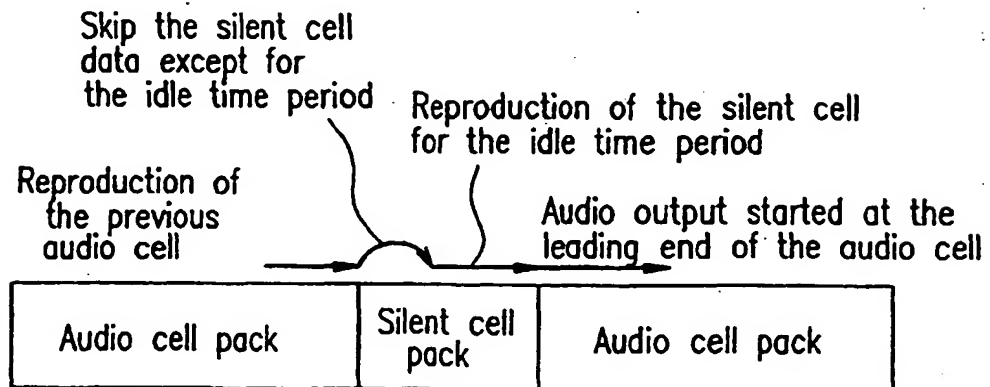 Skip the silent cell
data except for
the idle time period
Reproduction of the silent cell
for the idle time period
Reproduction of
the previous
audio cell
Audio output started at the
leading end of the audio cell
Audio cell pack
Silent cell
pack
Audio cell pack